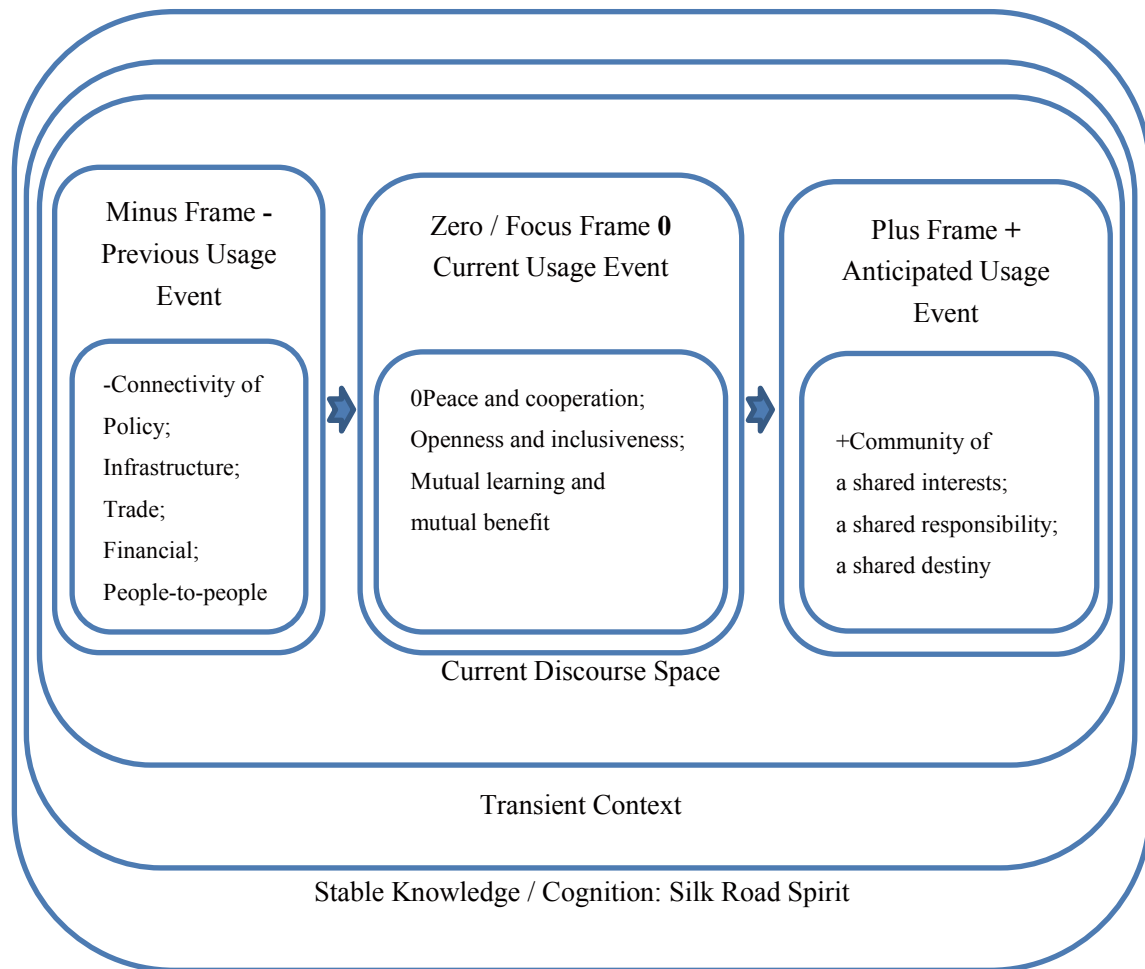 Minus Frame -
Previous Usage
Event
-Connectivity of
Policy;
Infrastructure;
Trade;
Financial;
People-to-people
Zero / Focus Frame 0
Current Usage Event
0Peace and cooperation;
Openness and inclusiveness;
Mutual learning and
mutual benefit
Plus Frame +
Anticipated Usage
Event
+Community of
a shared interests;
a shared responsibility;
a shared destiny
Current Discourse Space
Transient Context
Stable Knowledge / Cognition: Silk Road Spirit